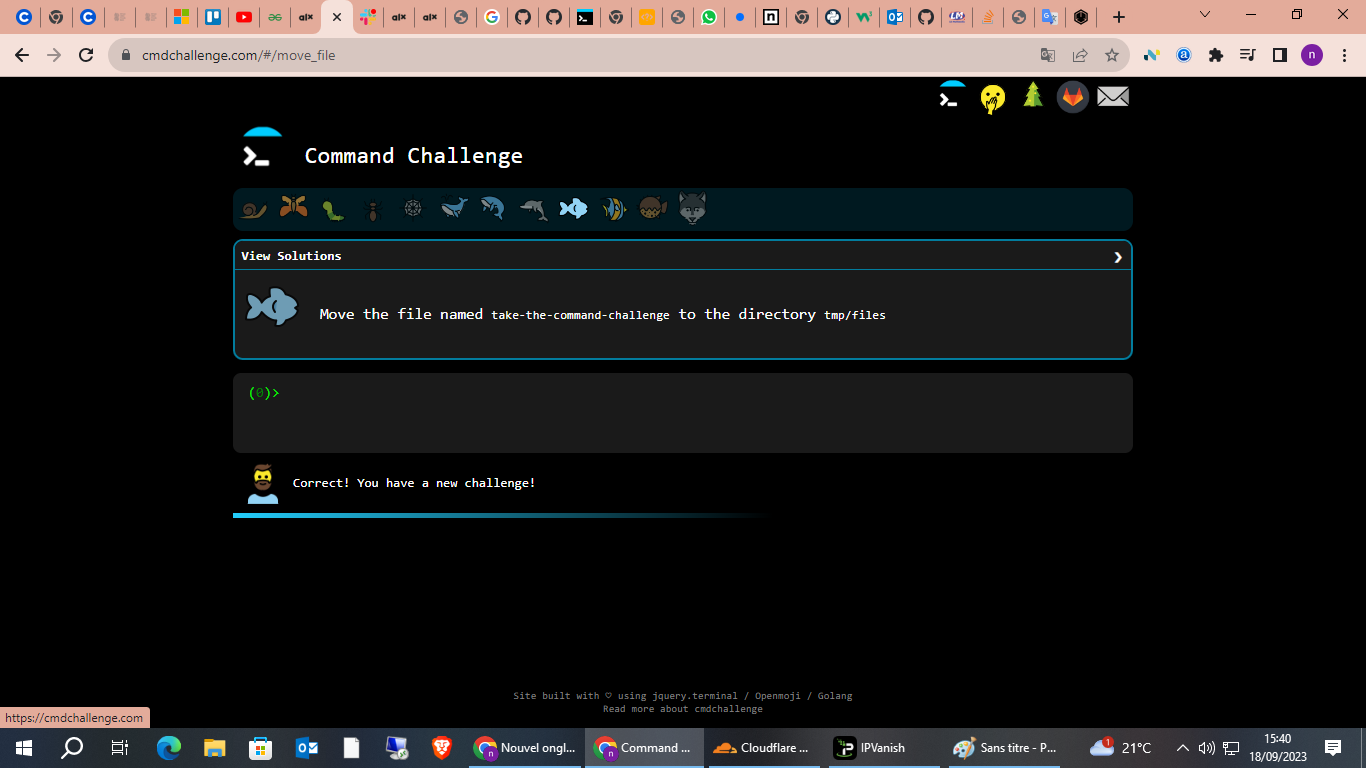 cmdchallenge.com/#/move_file
n
Command Challenge
View Solutions
Move the file named take-the-command-challenge to the directory tmp/files
(0)>
Correct! You have a new challenge!
Site built with ♡ using jquery.terminal / Openmoji / Golang
Read more about cmdchallenge
https://cmdchallenge.com
Nouvel ongl...
Command ...
Cloudflare ...
IPVanish
Sans titre - P...
1
21°C
15:40
18/09/2023